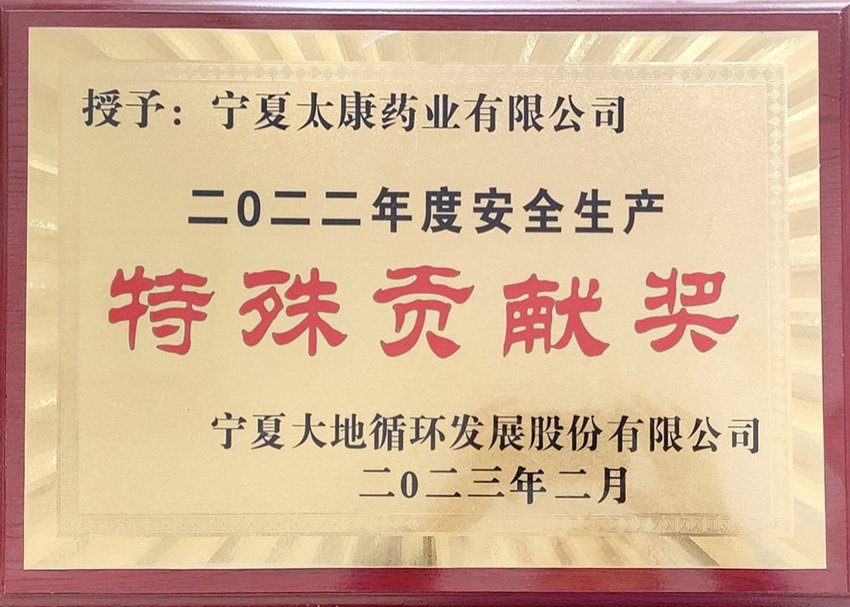 授予：宁夏太康药业有限公司
二0二二年度安全生产
特殊贡献奖
宁夏大地循环发展股份有限公司
二0二三年二月